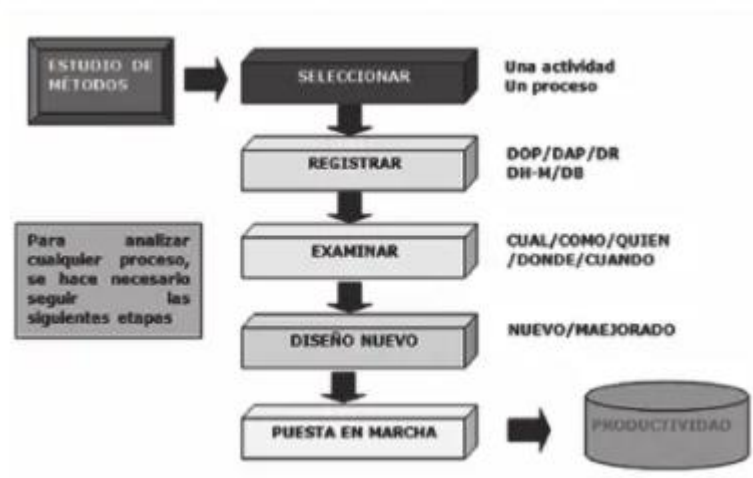 ESTUDIO DE
MÉTODOS
SELECCIONAR
Una actividad
Un proceso
REGISTRAR
DOP/DAP/DR
DH-M/DB
Para analizar
cualquier proceso,
se hace necesario
seguir las
siguientes etapas
EXAMINAR
CUAL/COMO/QUIEN
/DONDE/CUANDO
DISEÑO NUEVO
NUEVO/MAEJORADO
PUESTA EN MARCHA
PRODUCTIVIDAD